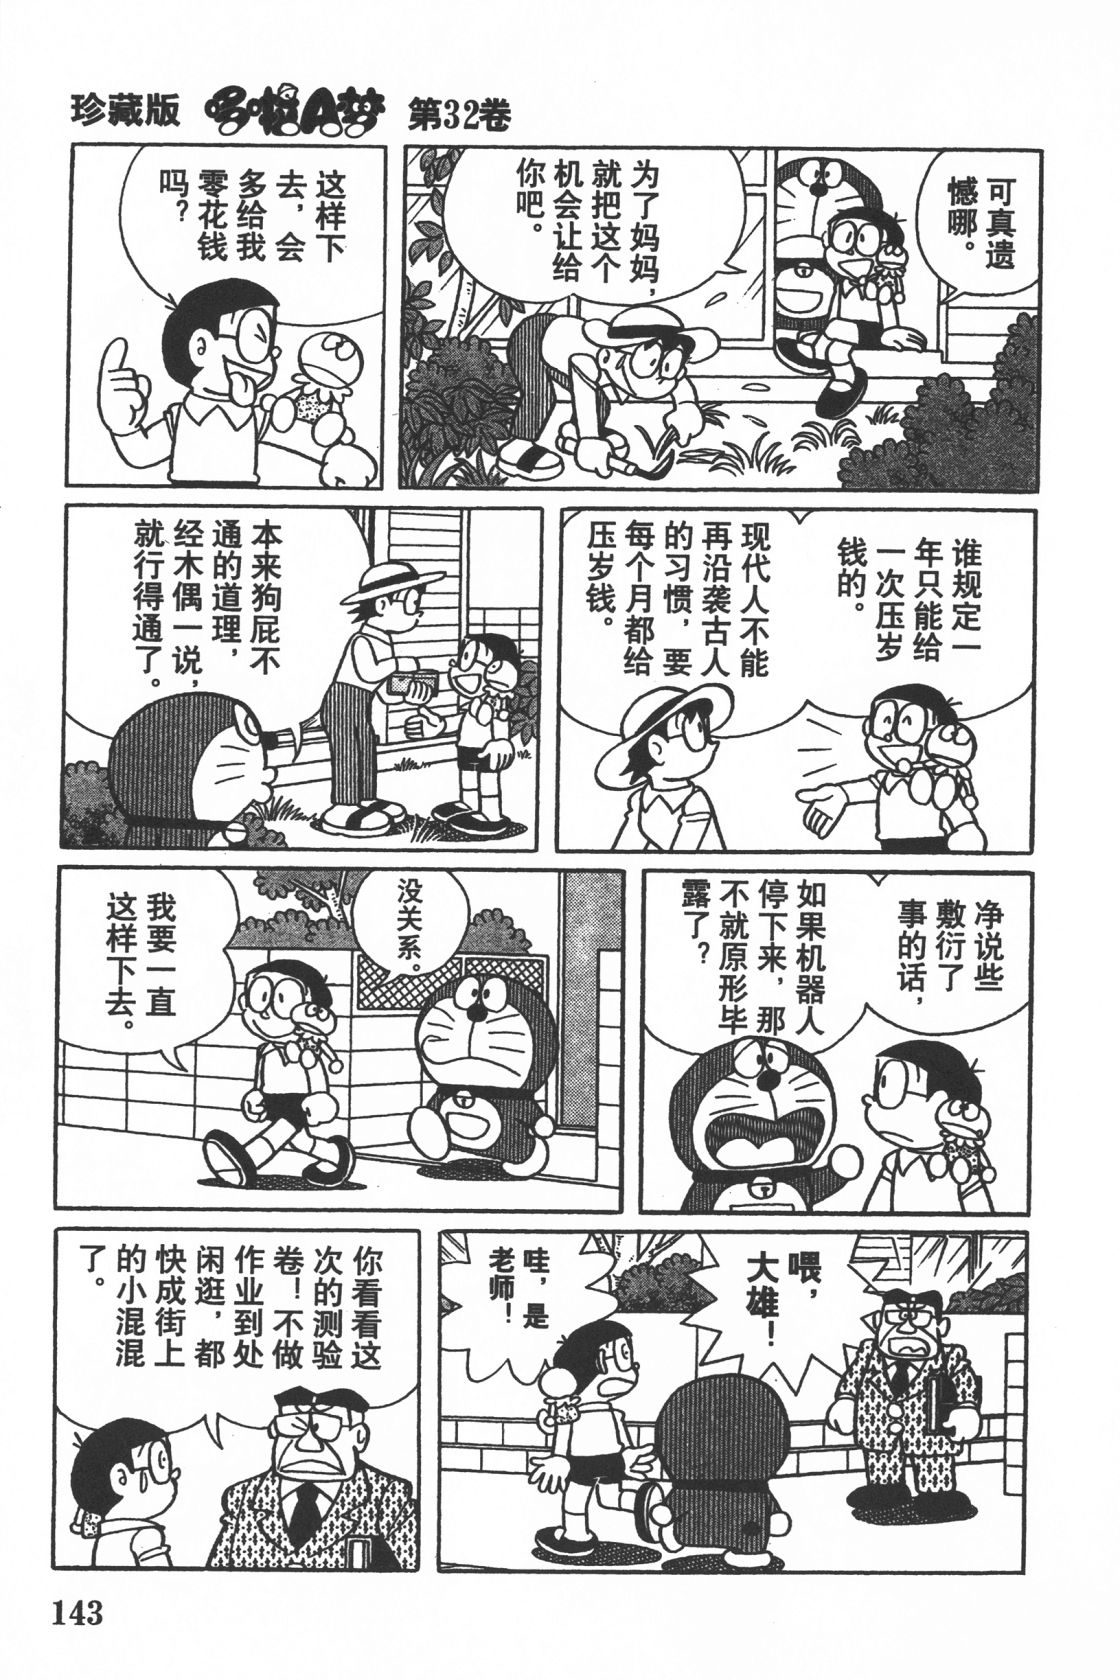 珍藏版 哆啦A梦 第32卷
可真遗
憾哪。
为了妈妈，
就把这个
机会让给
你吧。
这样下
去，会
多给我
零花钱
吗？
谁规定一
年只能给
一次压岁
钱的。
现代人不能
再沿袭古人
的习惯，要
每个月都给
压岁钱。
本来狗屁不
通的道理，
经木偶一说，
就行得通了。
净说些
敷衍了
事的话，
如果机器人
停下来，那
不就原形毕
露了？
没关系。
我要一直
这样下去。
喂，
大雄！
哇，是
老师！
你看看这
次的测验
卷！不做
作业到处
闲逛，都
快成街上
的小混混
了。
143